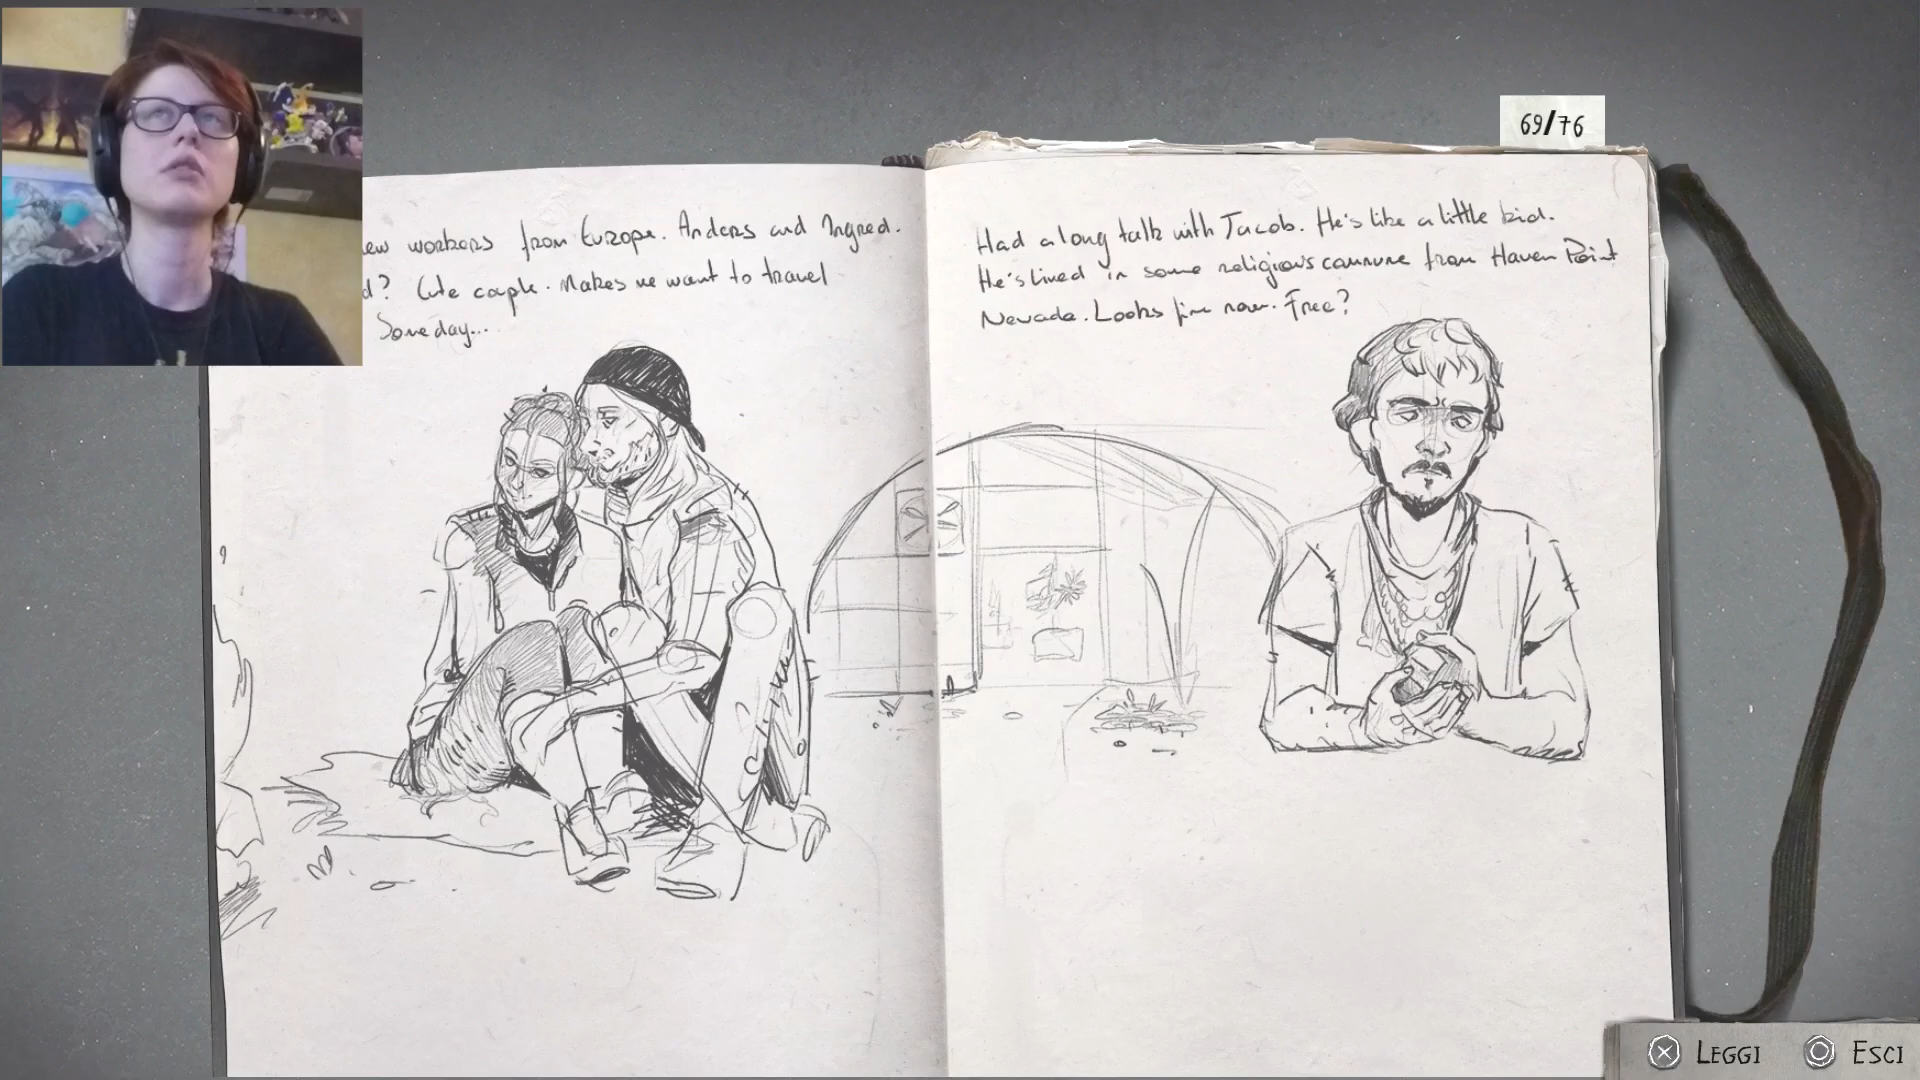 69/76
ew workers from Europe. Anders and Ingred.
d? Cute couple. Makes me want to travel
Someday...
Had a long talk with Jacob. He's like a little kid.
He's lived in some religious commune from Haven Point
Nevada. Looks fine now. Free?
LEGGI
ESCI